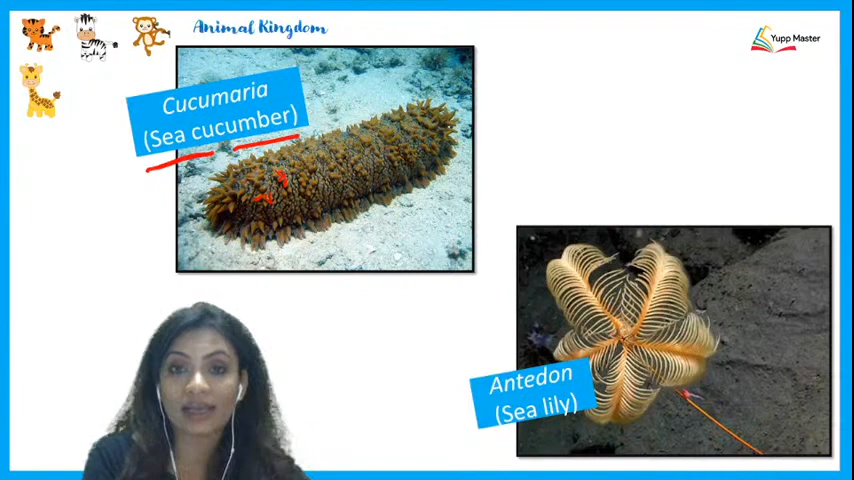 Animal Kingdom
Yupp Master
Cucumaria
(Sea cucumber)
Antedon
(Sea lily)